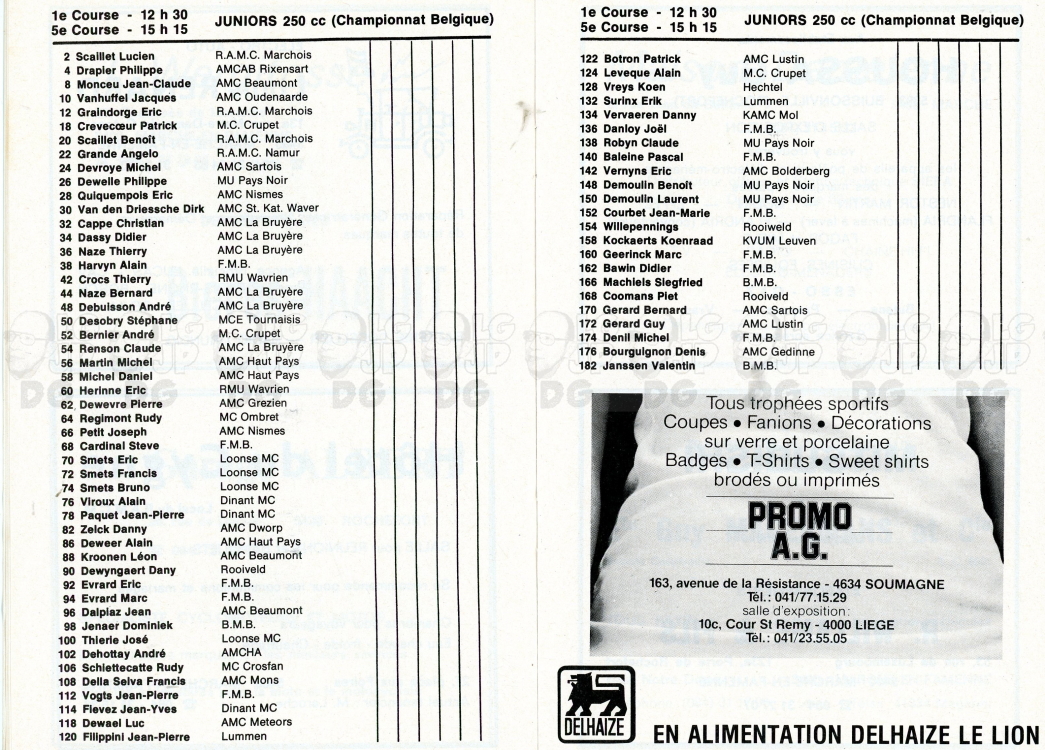 1e Course - 12 h 30
5e Course - 15 h 15
JUNIORS 250 cc (Championnat Belgique)
2 Scaillet Lucien R.A.M.C. Marchois
4 Drapier Philippe AMCAB Rixensart
8 Monceu Jean-Claude AMC Beaumont
10 Vanhuffel Jacques AMC Oudenaarde
12 Graindorge Eric R.A.M.C. Marchois
18 Crevecœur Patrick M.C. Crupet
20 Scaillet Benoît R.A.M.C. Marchois
22 Grande Angelo R.A.M.C. Namur
24 Devroye Michel AMC Sartois
26 Dewelle Philippe MU Pays Noir
28 Quiquempois Eric AMC Nismes
30 Van den Driessche Dirk AMC St. Kat. Waver
32 Cappe Christian AMC La Bruyère
34 Dassy Didier AMC La Bruyère
36 Naze Thierry AMC La Bruyère
38 Harvyn Alain F.M.B.
42 Crocs Thierry RMU Wavrien
44 Naze Bernard AMC La Bruyère
48 Debuisson André AMC La Bruyère
50 Desobry Stéphane MCE Tournaisis
52 Bernier André M.C. Crupet
54 Renson Claude AMC La Bruyère
56 Martin Michel AMC Haut Pays
58 Michel Daniel AMC Haut Pays
60 Herinne Eric RMU Wavrien
62 Dewevre Pierre AMC Grezien
64 Regimont Rudy MC Ombret
66 Petit Joseph AMC Nismes
68 Cardinal Steve F.M.B.
70 Smets Eric Loonse MC
72 Smets Francis Loonse MC
74 Smets Bruno Loonse MC
76 Viroux Alain Dinant MC
78 Paquet Jean-Pierre Dinant MC
82 Zelck Danny AMC Dworp
86 Deweer Alain AMC Haut Pays
88 Kroonen Léon AMC Beaumont
90 Dewyngaert Dany Rooiveld
92 Evrard Eric F.M.B.
94 Evrard Marc F.M.B.
96 Dalpiaz Jean AMC Beaumont
98 Jenaer Dominiek B.M.B.
100 Thierie José Loonse MC
102 Dehottay André AMCHA
106 Schiettecatte Rudy MC Crosfan
108 Della Selva Francis AMC Mons
112 Vogts Jean-Pierre F.M.B.
114 Fievez Jean-Yves Dinant MC
118 Dewael Luc AMC Meteors
120 Filippini Jean-Pierre Lummen
1e Course - 12 h 30
5e Course - 15 h 15
JUNIORS 250 cc (Championnat Belgique)
122 Botron Patrick AMC Lustin
124 Leveque Alain M.C. Crupet
128 Vreys Koen Hechtel
132 Surinx Erik Lummen
134 Vervaeren Danny KAMC Mol
136 Danloy Joël F.M.B.
138 Robyn Claude MU Pays Noir
140 Baleine Pascal F.M.B.
142 Vernyns Eric AMC Bolderberg
148 Demoulin Benoît MU Pays Noir
150 Demoulin Laurent MU Pays Noir
152 Courbet Jean-Marie F.M.B.
154 Willepennings Rooiweld
158 Kockaerts Koenraad KVUM Leuven
160 Geerinck Marc F.M.B.
162 Bawin Didier F.M.B.
166 Machiels Siegfried B.M.B.
168 Coomans Piet Rooiveld
170 Gerard Bernard AMC Sartois
172 Gerard Guy AMC Lustin
174 Denil Michel F.M.B.
176 Bourguignon Denis AMC Gedinne
182 Janssen Valentin B.M.B.
Tous trophées sportifs
Coupes ● Fanions ● Décorations
sur verre et porcelaine
Badges ● T-Shirts ● Sweet shirts
brodés ou imprimés
PROMO
A.G.
163, avenue de la Résistance - 4634 SOUMAGNE
Tél.: 041/77.15.29
salle d'exposition:
10c, Cour St Remy - 4000 LIEGE
Tél.: 041/23.55.05
DELHAIZE
EN ALIMENTATION DELHAIZE LE LION
LG
JP
DG